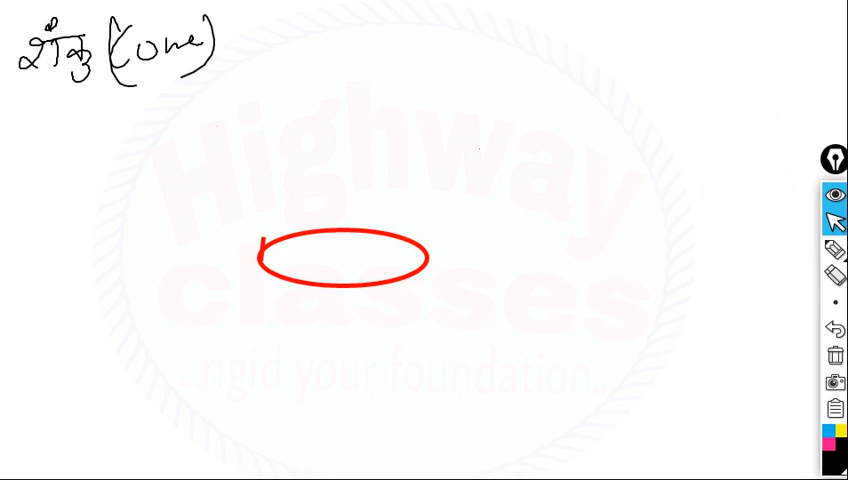 शंकु (Cone)
Highway
classes
...rigid your foundation..